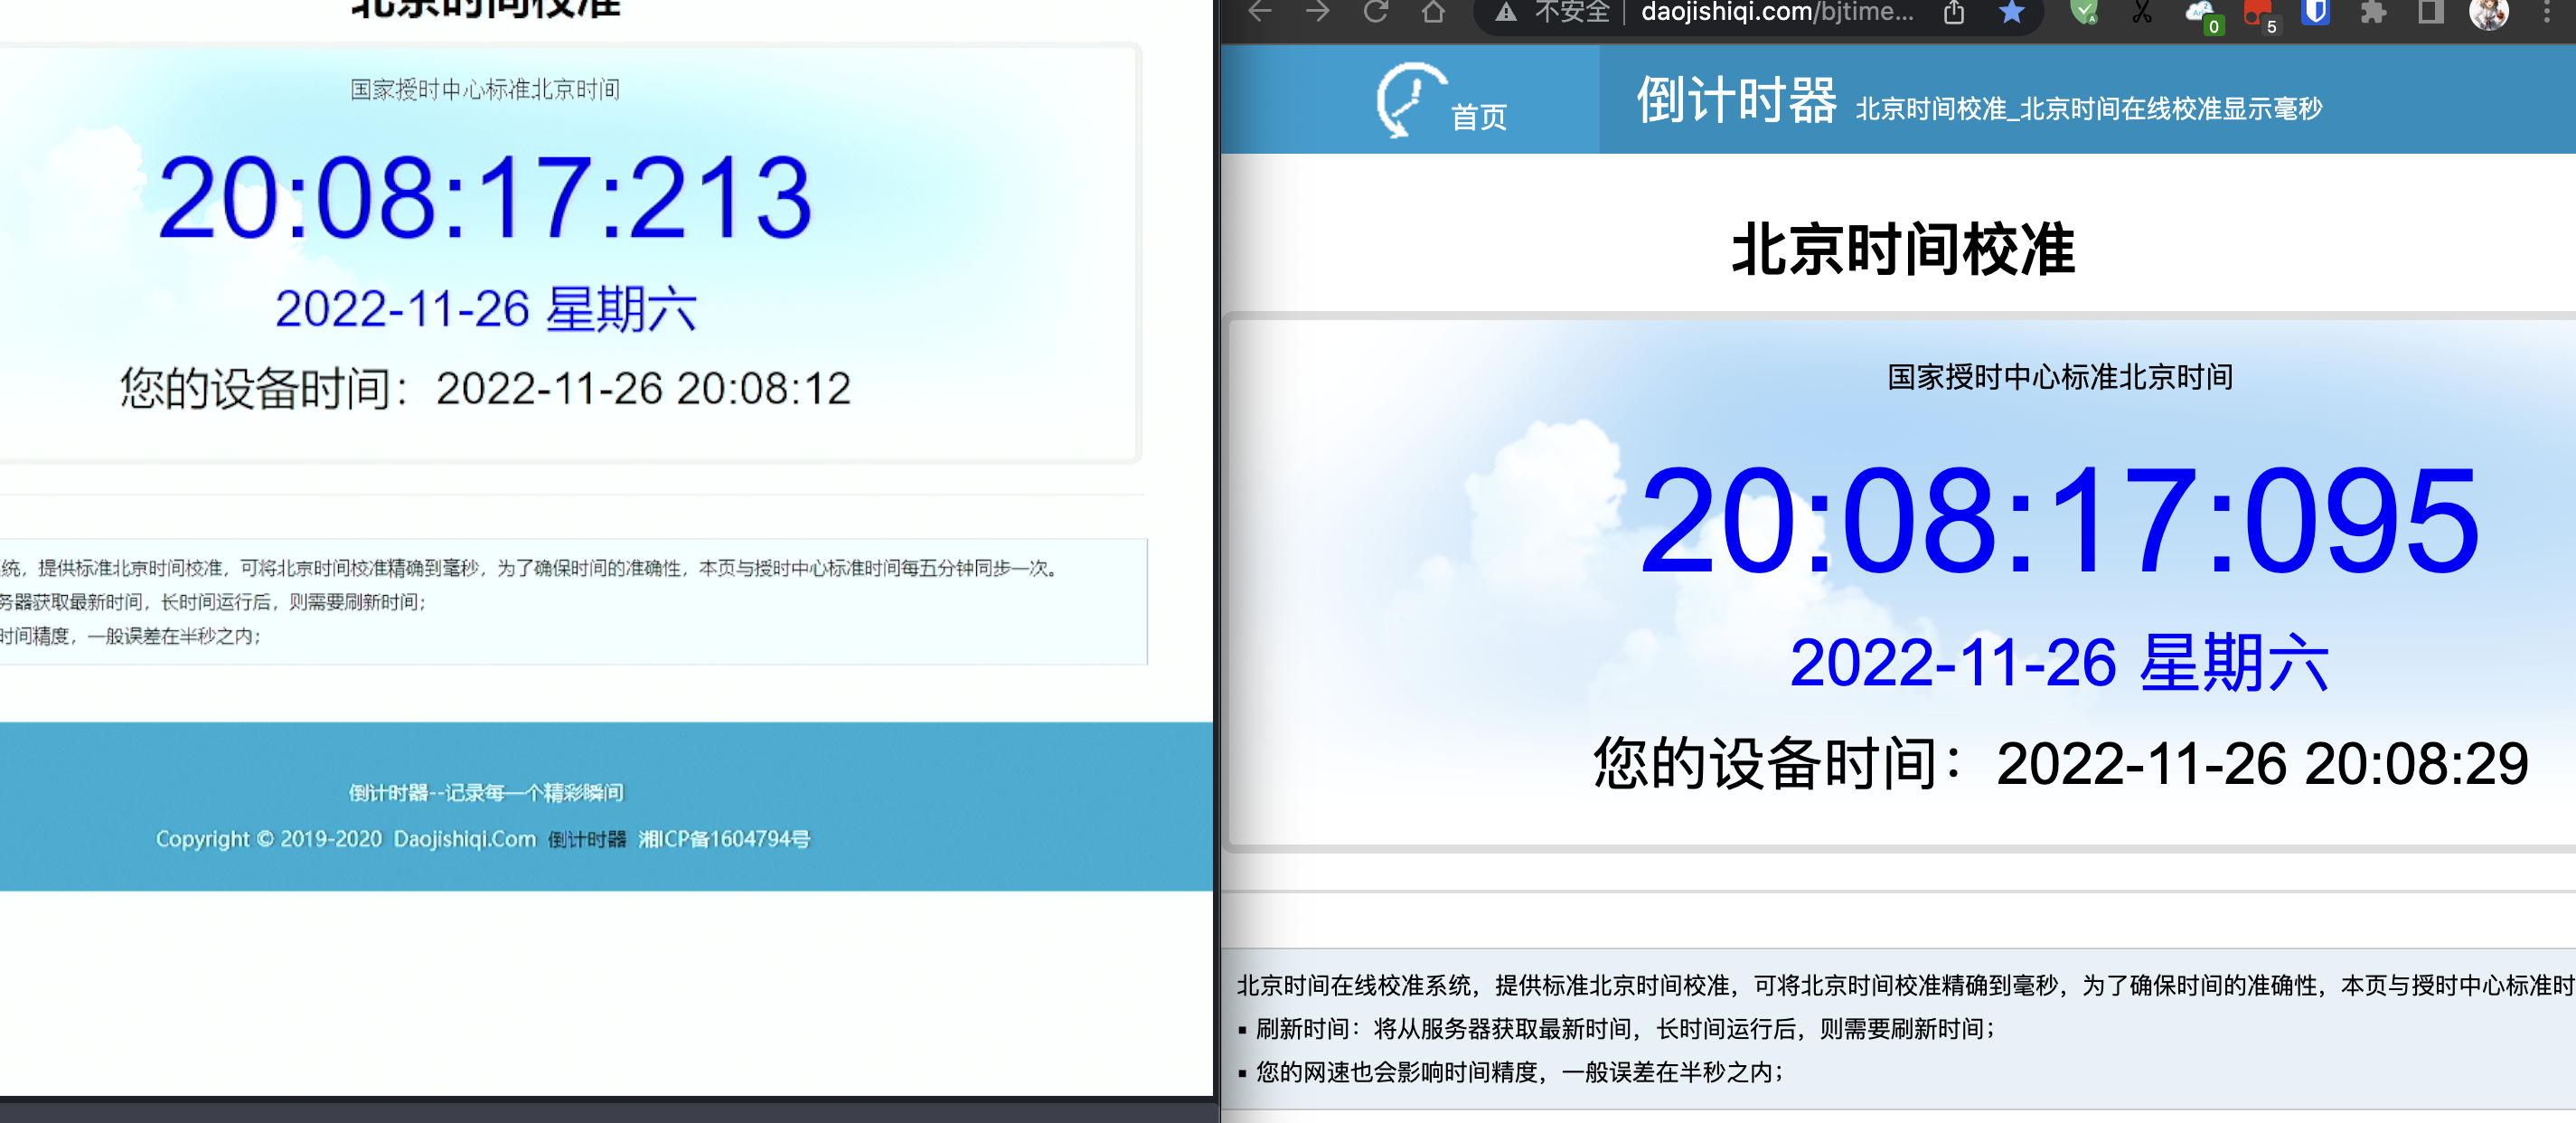 北京时间校准
国家授时中心标准北京时间
20:08:17:213
2022-11-26 星期六
您的设备时间：2022-11-26 20:08:12
统，提供标准北京时间校准，可将北京时间校准精确到毫秒，为了确保时间的准确性，本页与授时中心标准时间每五分钟同步一次。
务器获取最新时间，长时间运行后，则需要刷新时间；
时间精度，一般误差在半秒之内；
倒计时器--记录每一个精彩瞬间
Copyright © 2019-2020 Daojishiqi.Com 倒计时器 湘ICP备1604794号
不安全 | daojishiqi.com/bjtime...
0
5
首页
倒计时器 北京时间校准_北京时间在线校准显示毫秒
北京时间校准
国家授时中心标准北京时间
20:08:17:095
2022-11-26 星期六
您的设备时间：2022-11-26 20:08:29
北京时间在线校准系统，提供标准北京时间校准，可将北京时间校准精确到毫秒，为了确保时间的准确性，本页与授时中心标准时
▪ 刷新时间：将从服务器获取最新时间，长时间运行后，则需要刷新时间；
▪ 您的网速也会影响时间精度，一般误差在半秒之内；